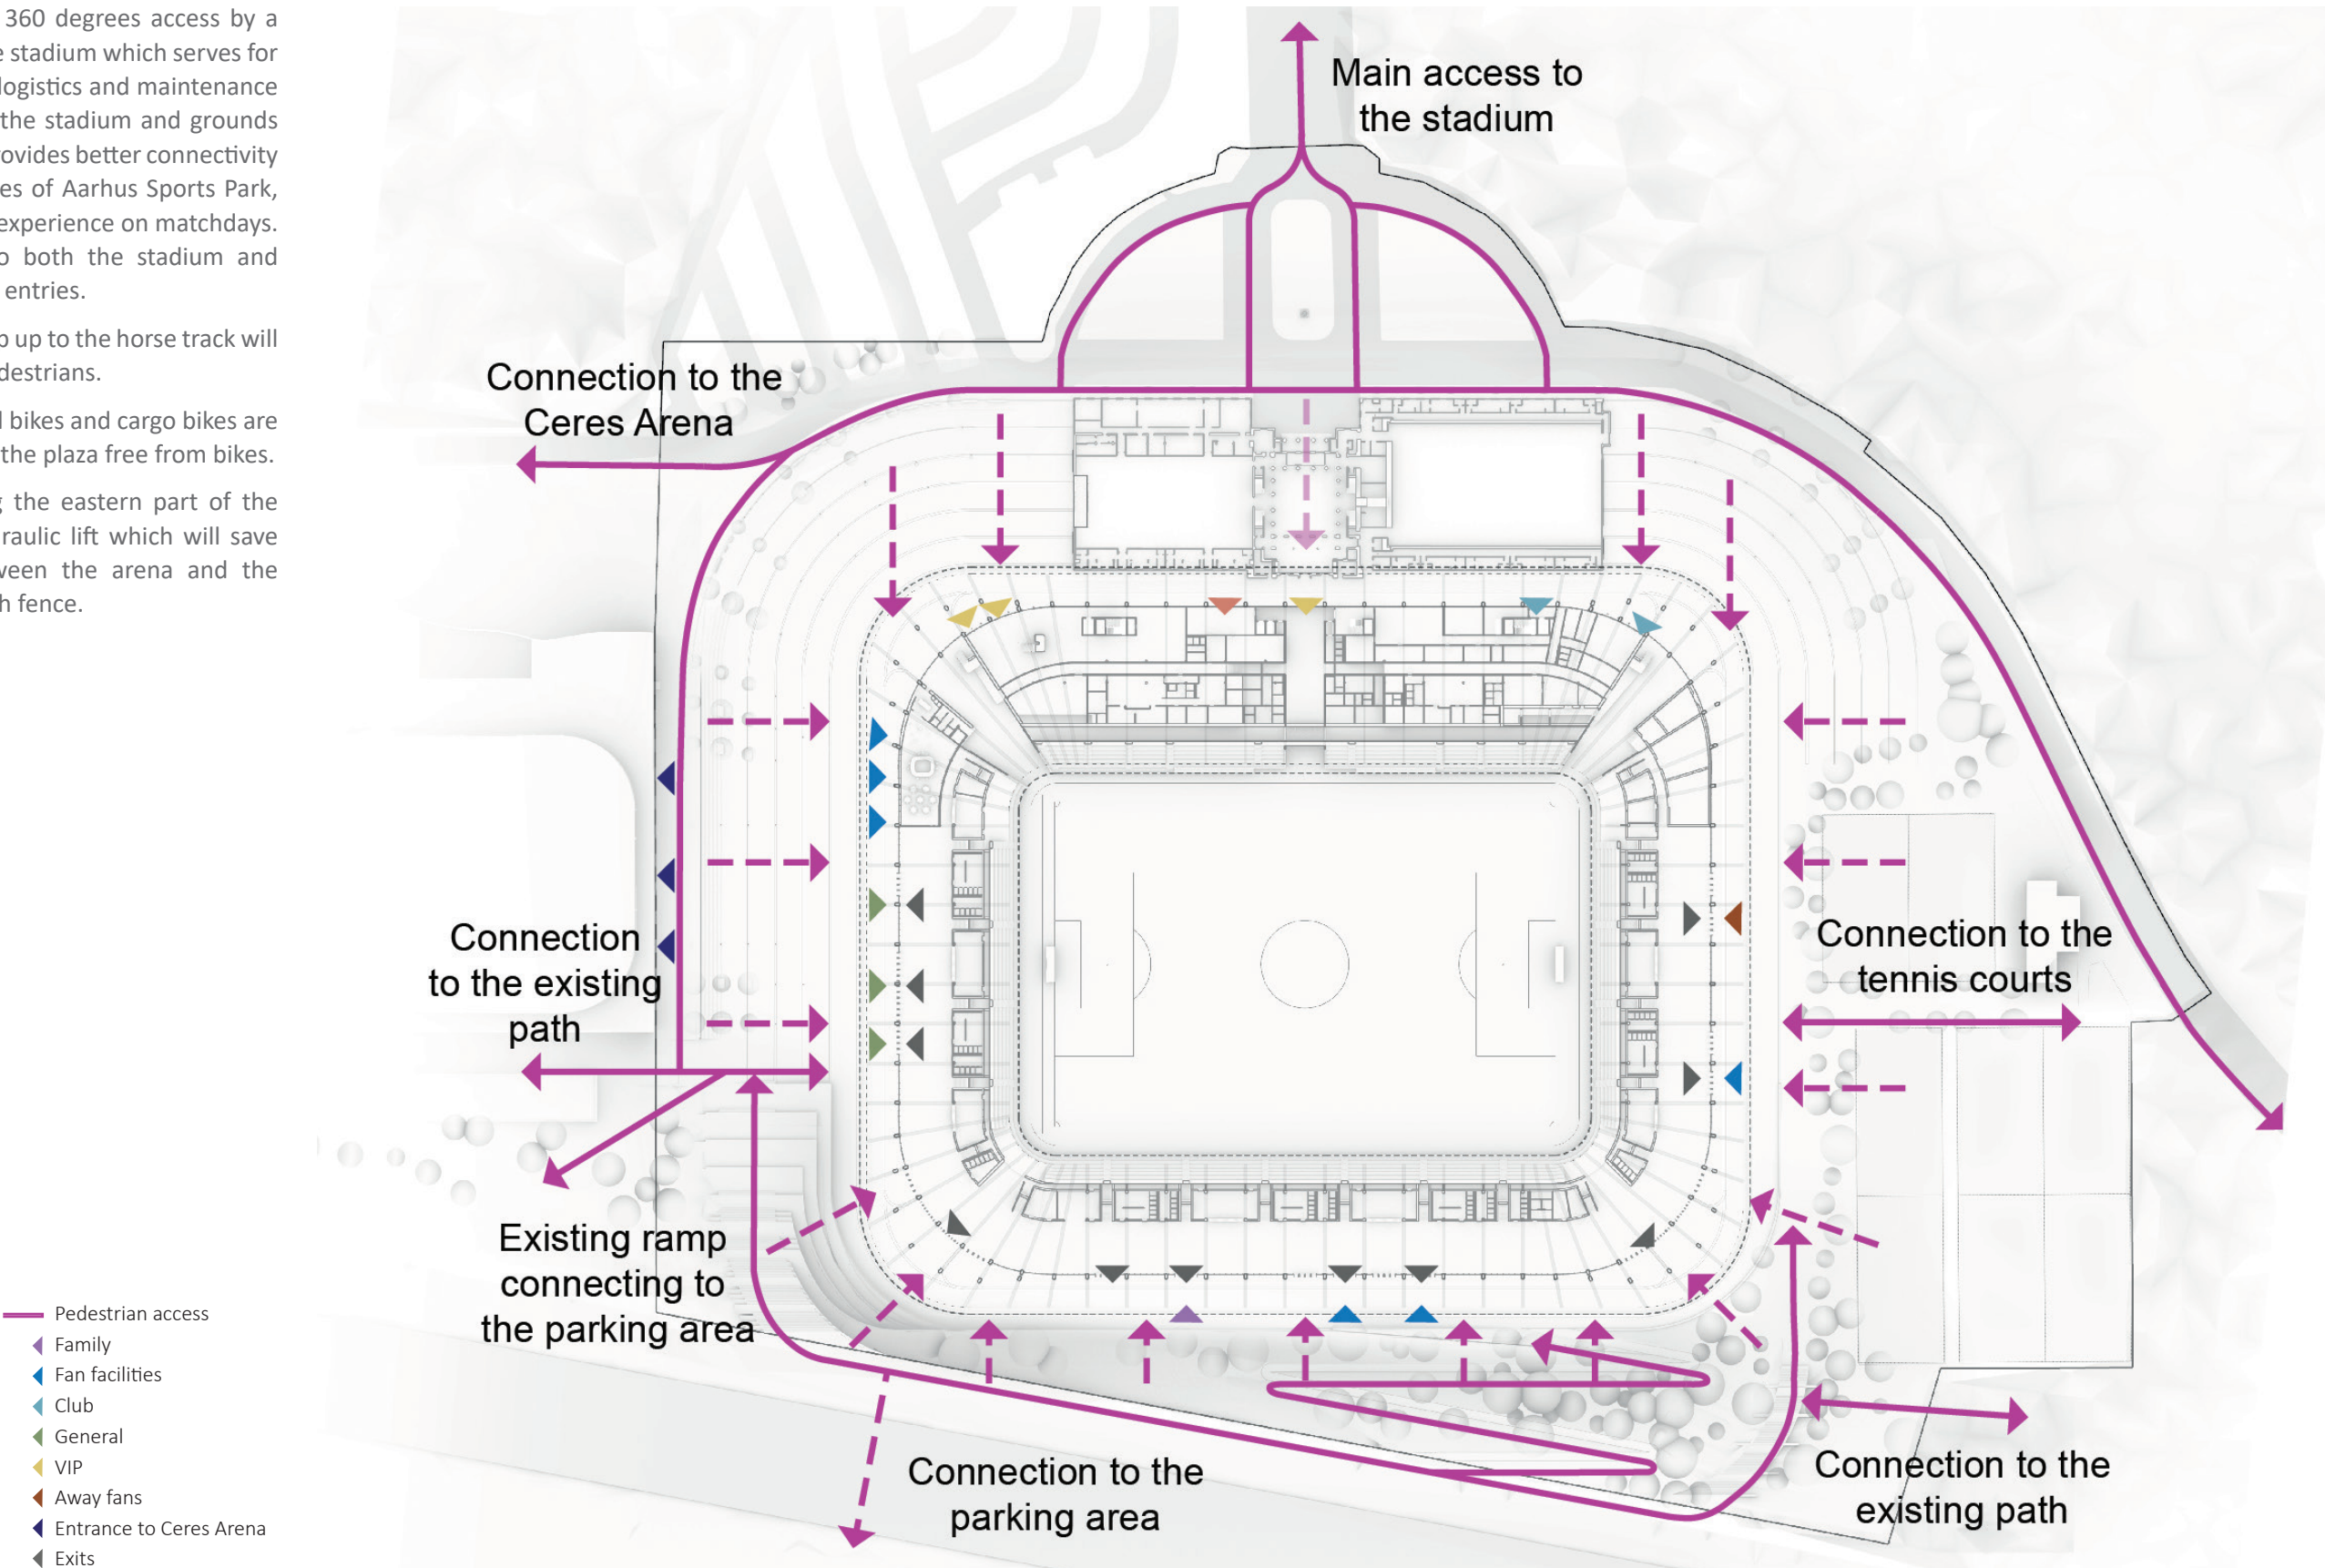 360 degrees access by a
e stadium which serves for
logistics and maintenance
the stadium and grounds
rovides better connectivity
es of Aarhus Sports Park,
experience on matchdays.
o both the stadium and
entries.
p up to the horse track will
destrians.
l bikes and cargo bikes are
the plaza free from bikes.
g the eastern part of the
raulic lift which will save
ween the arena and the
h fence.
Main access to
the stadium
Connection to the
Ceres Arena
Connection
to the existing
path
Connection to the
tennis courts
Existing ramp
connecting to
the parking area
Connection to the
parking area
Connection to the
existing path
Pedestrian access
Family
Fan facilities
Club
General
VIP
Away fans
Entrance to Ceres Arena
Exits